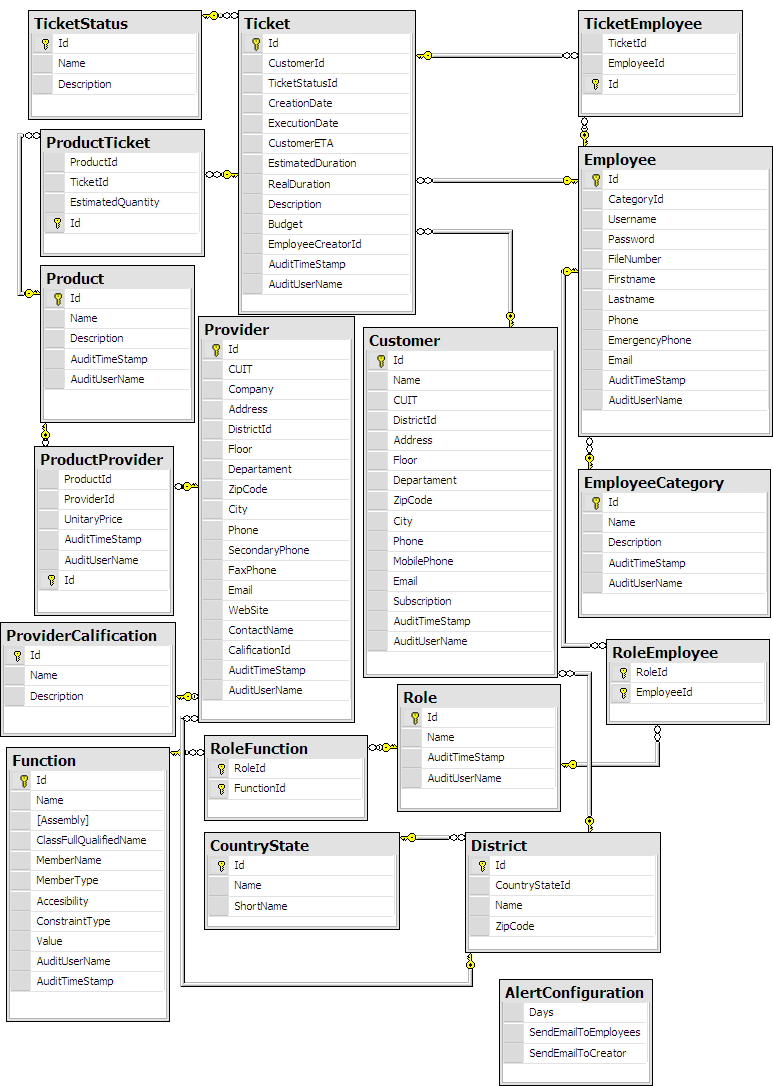 TicketStatus
Id
Name
Description
Ticket
Id
CustomerId
TicketStatusId
CreationDate
ExecutionDate
CustomerETA
EstimatedDuration
RealDuration
Description
Budget
EmployeeCreatorId
AuditTimeStamp
AuditUserName
TicketEmployee
TicketId
EmployeeId
Id
ProductTicket
ProductId
TicketId
EstimatedQuantity
Id
Employee
Id
CategoryId
Username
Password
FileNumber
Firstname
Lastname
Phone
EmergencyPhone
Email
AuditTimeStamp
AuditUserName
Product
Id
Name
Description
AuditTimeStamp
AuditUserName
Provider
Id
CUIT
Company
Address
DistrictId
Floor
Departament
ZipCode
City
Phone
SecondaryPhone
FaxPhone
Email
WebSite
ContactName
CalificationId
AuditTimeStamp
AuditUserName
Customer
Id
Name
CUIT
DistrictId
Address
Floor
Departament
ZipCode
City
Phone
MobilePhone
Email
Subscription
AuditTimeStamp
AuditUserName
ProductProvider
ProductId
ProviderId
UnitaryPrice
AuditTimeStamp
AuditUserName
Id
EmployeeCategory
Id
Name
Description
AuditTimeStamp
AuditUserName
ProviderCalification
Id
Name
Description
RoleEmployee
RoleId
EmployeeId
Role
Id
Name
AuditTimeStamp
AuditUserName
RoleFunction
RoleId
FunctionId
Function
Id
Name
[Assembly]
ClassFullQualifiedName
MemberName
MemberType
Accesibility
ConstraintType
Value
AuditUserName
AuditTimeStamp
CountryState
Id
Name
ShortName
District
Id
CountryStateId
Name
ZipCode
AlertConfiguration
Days
SendEmailToEmployees
SendEmailToCreator